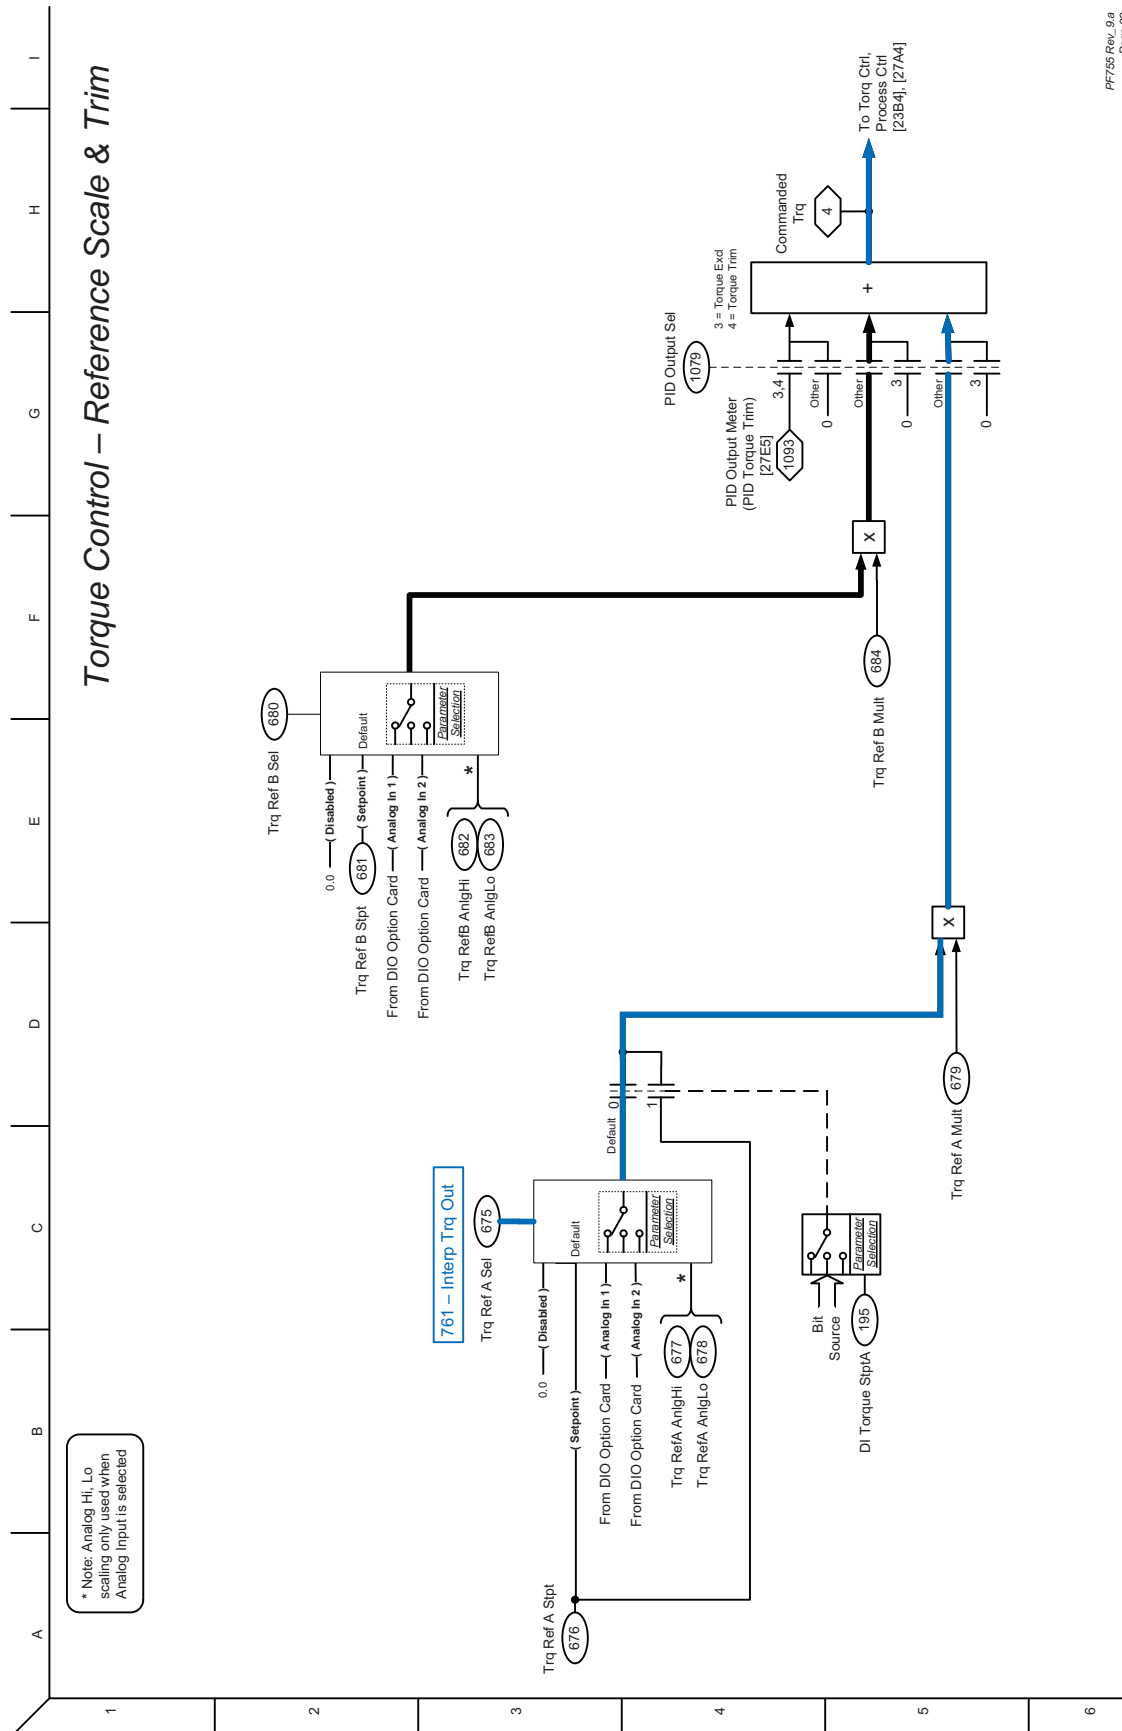 Torque Control – Reference Scale & Trim
A
B
C
D
E
F
G
H
I
1
2
3
4
5
6
* Note: Analog Hi, Lo
scaling only used when
Analog Input is selected
Trq Ref B Sel
680
0.0
( Disabled )
681
( Setpoint )
Default
Trq Ref B Stpt
From DIO Option Card
( Analog In 1 )
From DIO Option Card
( Analog In 2 )
Parameter
Selection
*
682
683
Trq RefB AnlgHi
Trq RefB AnlgLo
761 – Interp Trq Out
Trq Ref A Sel
675
0.0
( Disabled )
Trq Ref A Stpt
676
( Setpoint )
Default
From DIO Option Card
( Analog In 1 )
From DIO Option Card
( Analog In 2 )
Parameter
Selection
*
677
678
Trq RefA AnlgHi
Trq RefA AnlgLo
Default
0
1
Bit
Source
DI Torque StptA
195
Parameter
Selection
Trq Ref A Mult
679
X
Trq Ref B Mult
684
X
PID Output Sel
1079
3 = Torque Excl
4 = Torque Trim
PID Output Meter
(PID Torque Trim)
[27E5]
1093
3,4
Other
0
Other
3
0
Other
3
0
+
Commanded
Trq
4
To Torq Ctrl,
Process Ctrl
[23B4], [27A4]
PF755 Rev_9.a